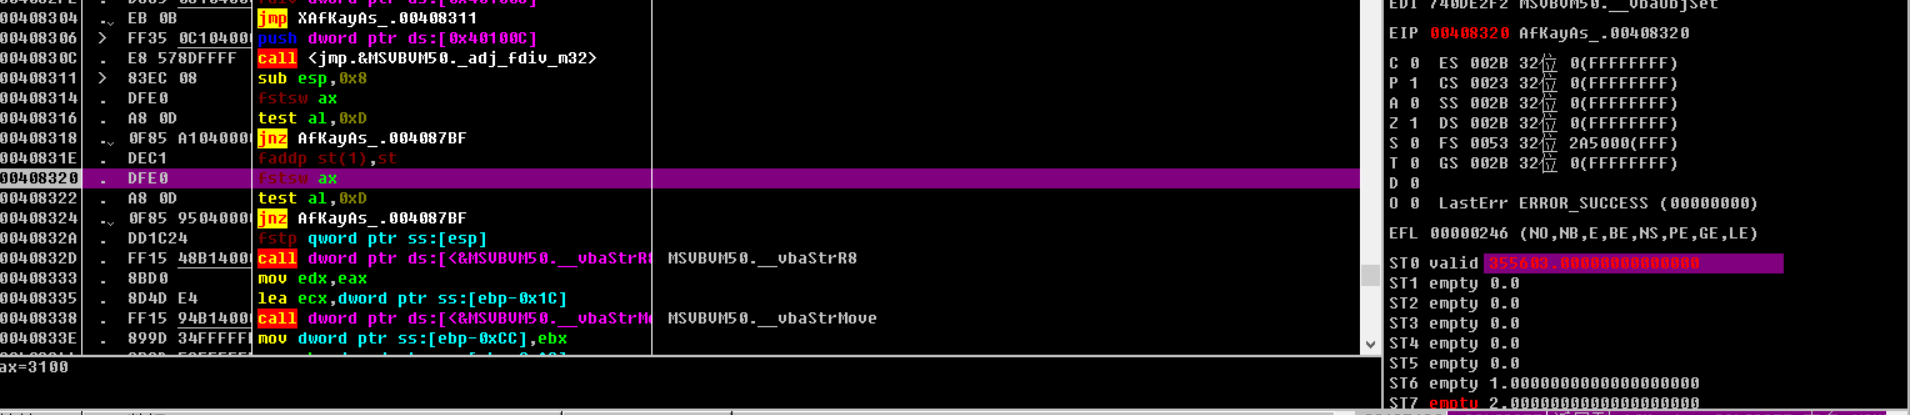 00408304 . EB 0B jmp XAfKayAs_.00408311
00408306 > FF35 0C104000 push dword ptr ds:[0x40100C]
0040830C . E8 578DFFFF call <jmp.&MSVBVM50._adj_fdiv_m32>
00408311 > 83EC 08 sub esp,0x8
00408314 . DFE0 fstsw ax
00408316 . A8 0D test al,0xD
00408318 . 0F85 A1040000 jnz AfKayAs_.004087BF
0040831E . DEC1 faddp st(1),st
00408320 . DFE0 fstsw ax
00408322 . A8 0D test al,0xD
00408324 . 0F85 95040000 jnz AfKayAs_.004087BF
0040832A . DD1C24 fstp qword ptr ss:[esp]
0040832D . FF15 48B14000 call dword ptr ds:[<&MSVBVM50.__vbaStrR8 MSVBVM50.__vbaStrR8
00408333 . 8BD0 mov edx,eax
00408335 . 8D4D E4 lea ecx,dword ptr ss:[ebp-0x1C]
00408338 . FF15 94B14000 call dword ptr ds:[<&MSVBVM50.__vbaStrMo MSVBVM50.__vbaStrMove
0040833E . 899D 34FFFFFF mov dword ptr ss:[ebp-0xCC],ebx
ax=3100
EDI 740DE2F2 MSVBVM50.__vbaObjSet
EIP 00408320 AfKayAs_.00408320
C 0 ES 002B 32位 0(FFFFFFFF)
P 1 CS 0023 32位 0(FFFFFFFF)
A 0 SS 002B 32位 0(FFFFFFFF)
Z 1 DS 002B 32位 0(FFFFFFFF)
S 0 FS 0053 32位 2A5000(FFF)
T 0 GS 002B 32位 0(FFFFFFFF)
D 0
O 0 LastErr ERROR_SUCCESS (00000000)
EFL 00000246 (NO,NB,E,BE,NS,PE,GE,LE)
ST0 valid 355603.00000000000000
ST1 empty 0.0
ST2 empty 0.0
ST3 empty 0.0
ST4 empty 0.0
ST5 empty 0.0
ST6 empty 1.0000000000000000000
ST7 empty 2.0000000000000000000